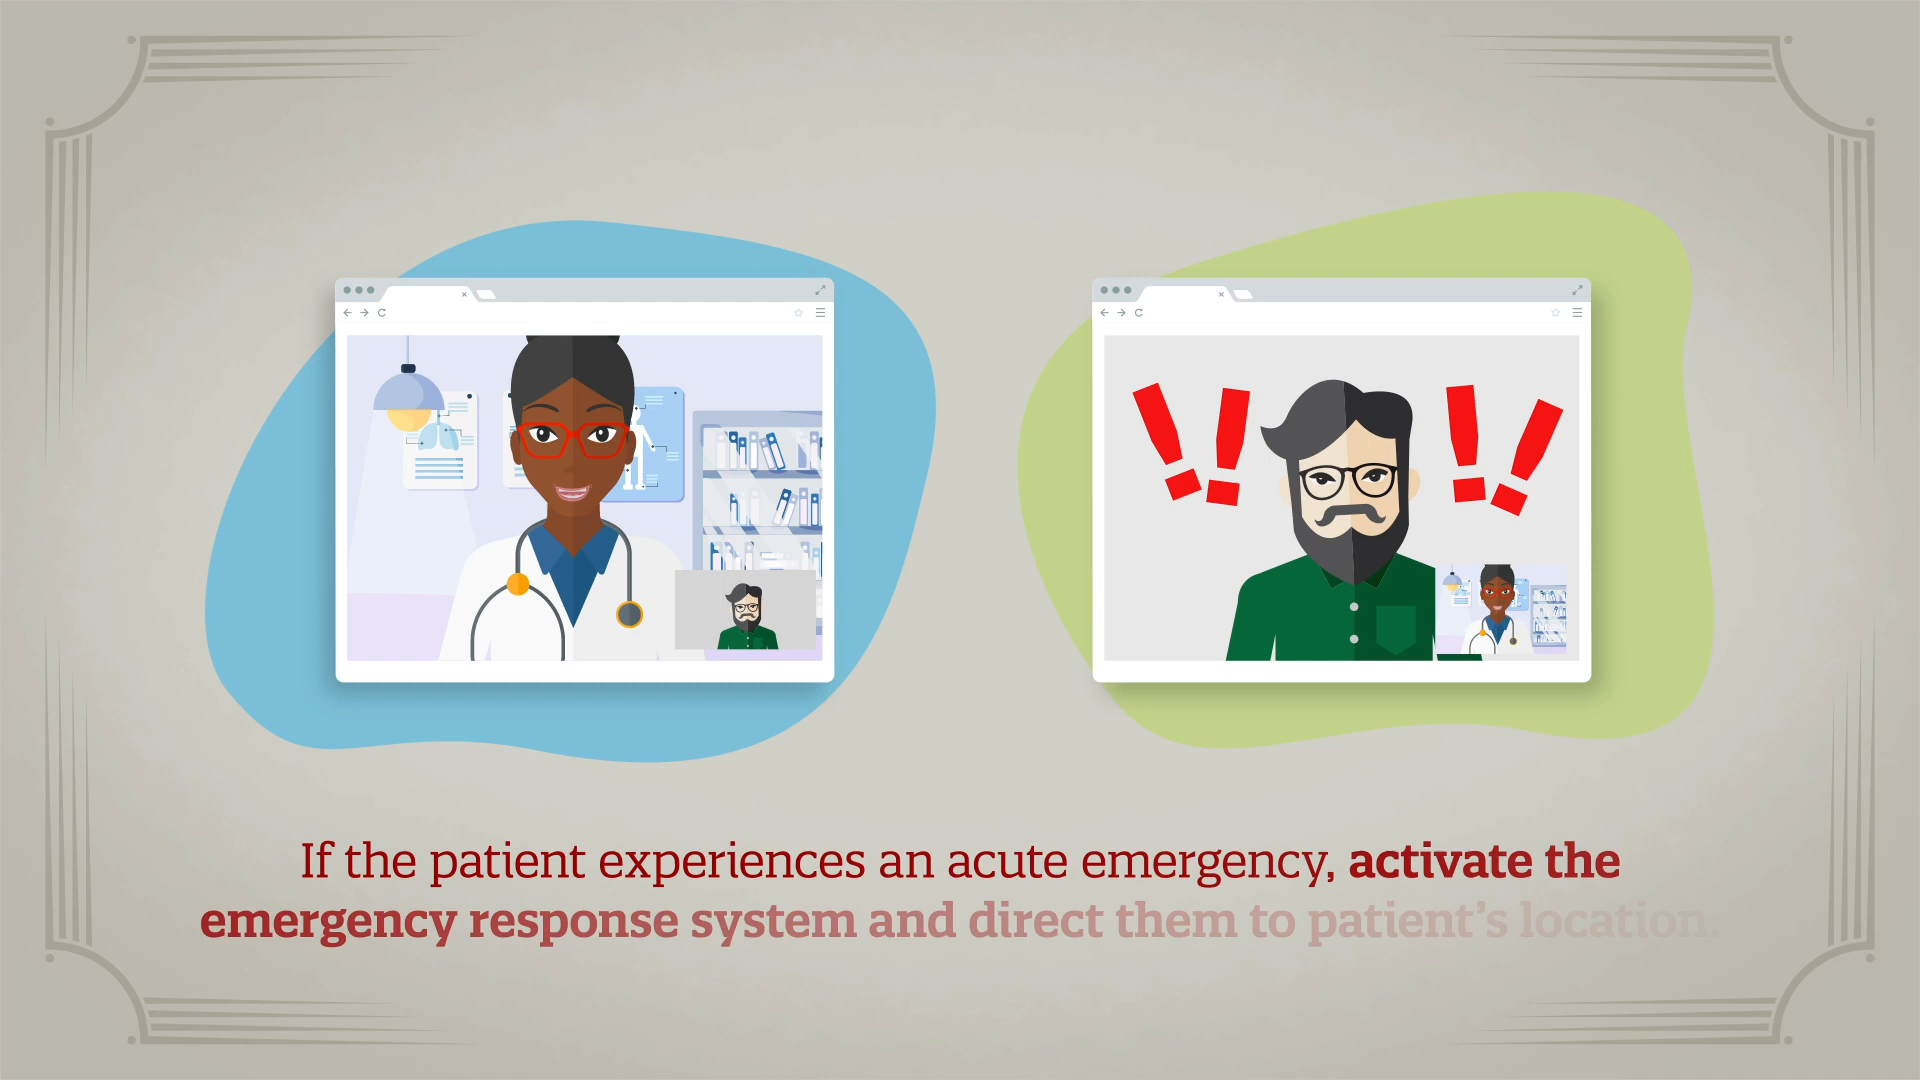 If the patient experiences an acute emergency, activate the
emergency response system and direct them to patient's location.